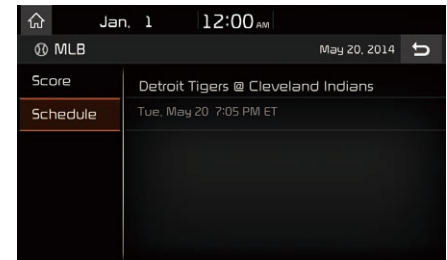 Jan. 1 12:00 AM
MLB May 20, 2014
Score
Detroit Tigers @ Cleveland Indians
Schedule
Tue, May 20 7:05 PM ET